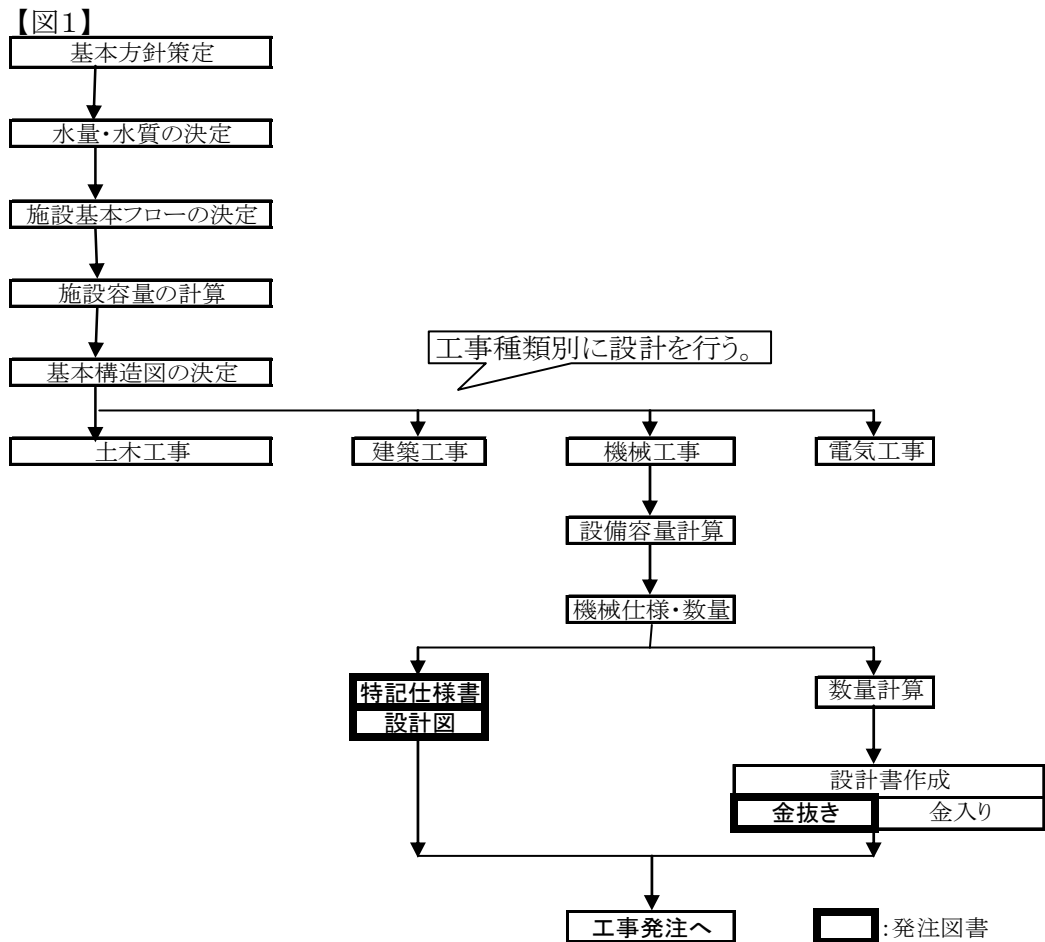 【図1】
基本方針策定
水量・水質の決定
施設基本フローの決定
施設容量の計算
基本構造図の決定
工事種類別に設計を行う。
土木工事
建築工事
機械工事
電気工事
設備容量計算
機械仕様・数量
特記仕様書
設計図
数量計算
設計書作成
金抜き
金入り
工事発注へ
:発注図書